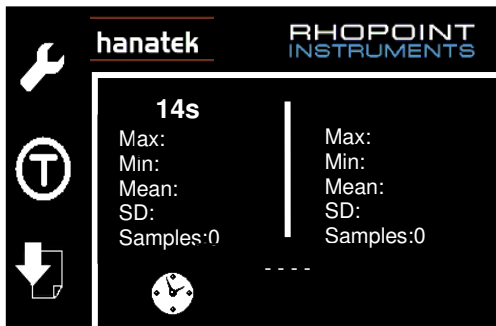 hanatek
RHOPOINT
INSTRUMENTS
14s
Max:
Min:
Mean:
SD:
Samples:0
Max:
Min:
Mean:
SD:
Samples:0
- - - -
T